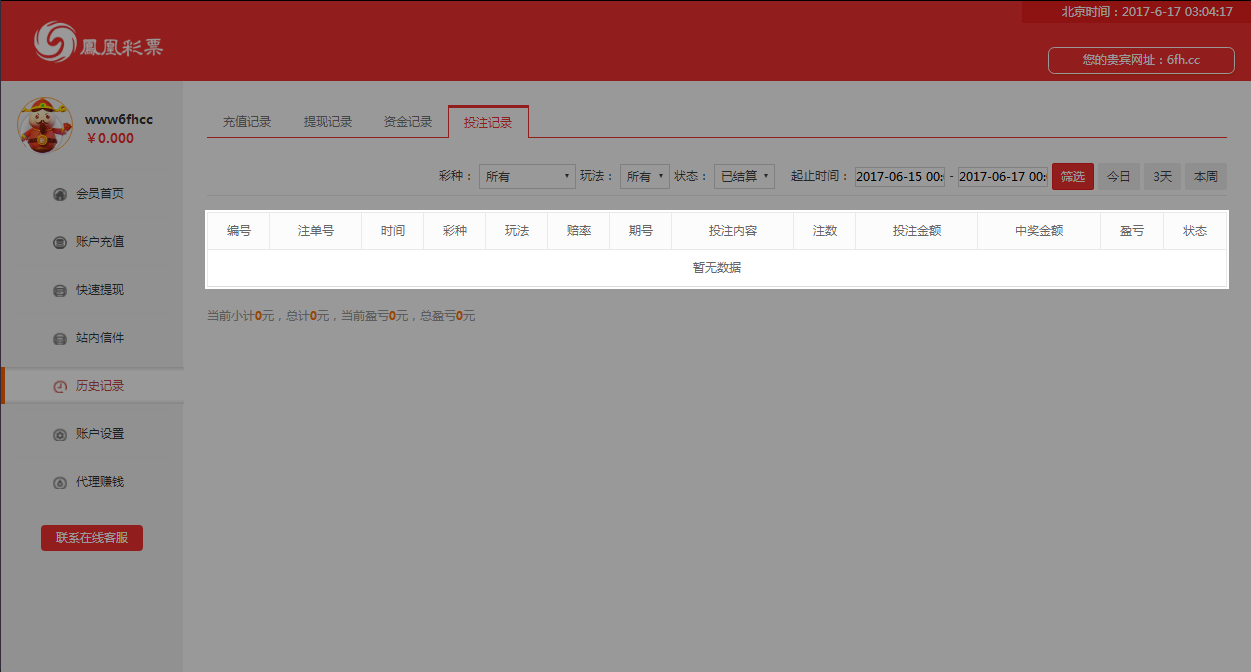 北京时间：2017-6-17 03:04:17
鳳凰彩票
您的贵宾网址：6fh.cc
www6fhcc
￥0.000
会员首页
账户充值
快速提现
站内信件
历史记录
账户设置
代理赚钱
联系在线客服
充值记录 提现记录 资金记录 投注记录
彩种： 所有 玩法： 所有 状态： 已结算 起止时间： 2017-06-15 00: - 2017-06-17 00: 筛选 今日 3天 本周
编号 注单号 时间 彩种 玩法 赔率 期号 投注内容 注数 投注金额 中奖金额 盈亏 状态
暂无数据
当前小计0元，总计0元，当前盈亏0元，总盈亏0元